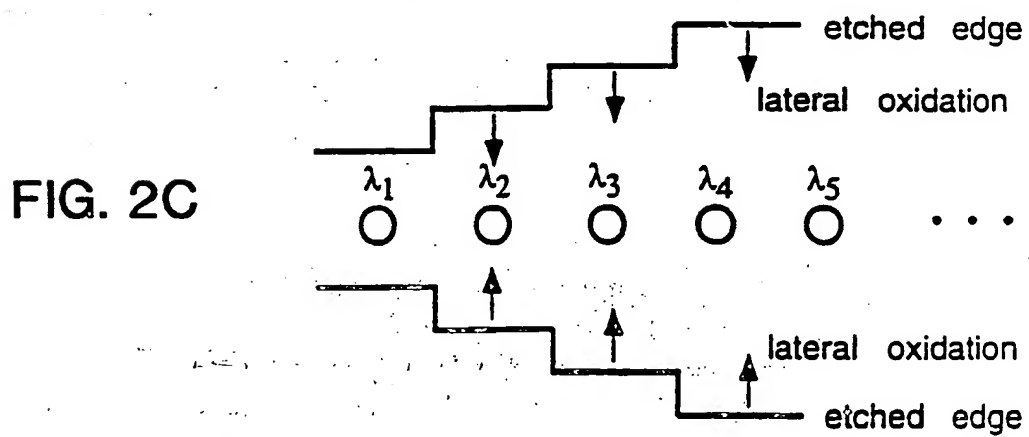 etched edge
lateral oxidation
FIG. 2C
λ1 λ2 λ3 λ4 λ5
. . .
lateral oxidation
etched edge